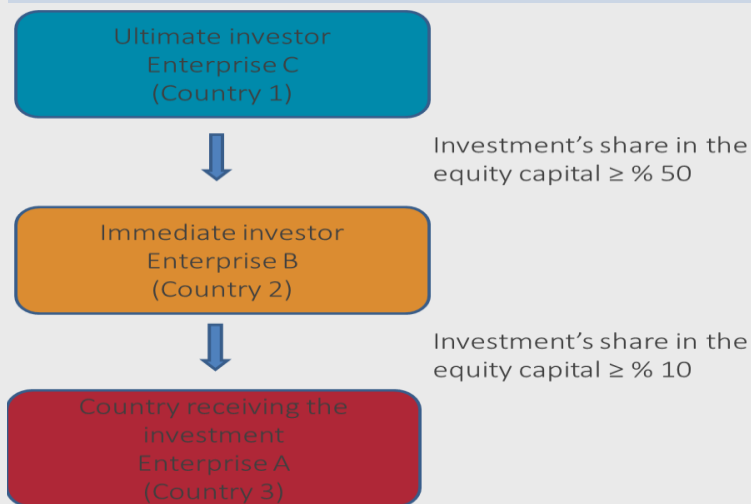 Ultimate investor
Enterprise C
(Country 1)
Investment's share in the
equity capital ≥ % 50
Immediate investor
Enterprise B
(Country 2)
Investment's share in the
equity capital ≥ % 10
Country receiving the
investment
Enterprise A
(Country 3)